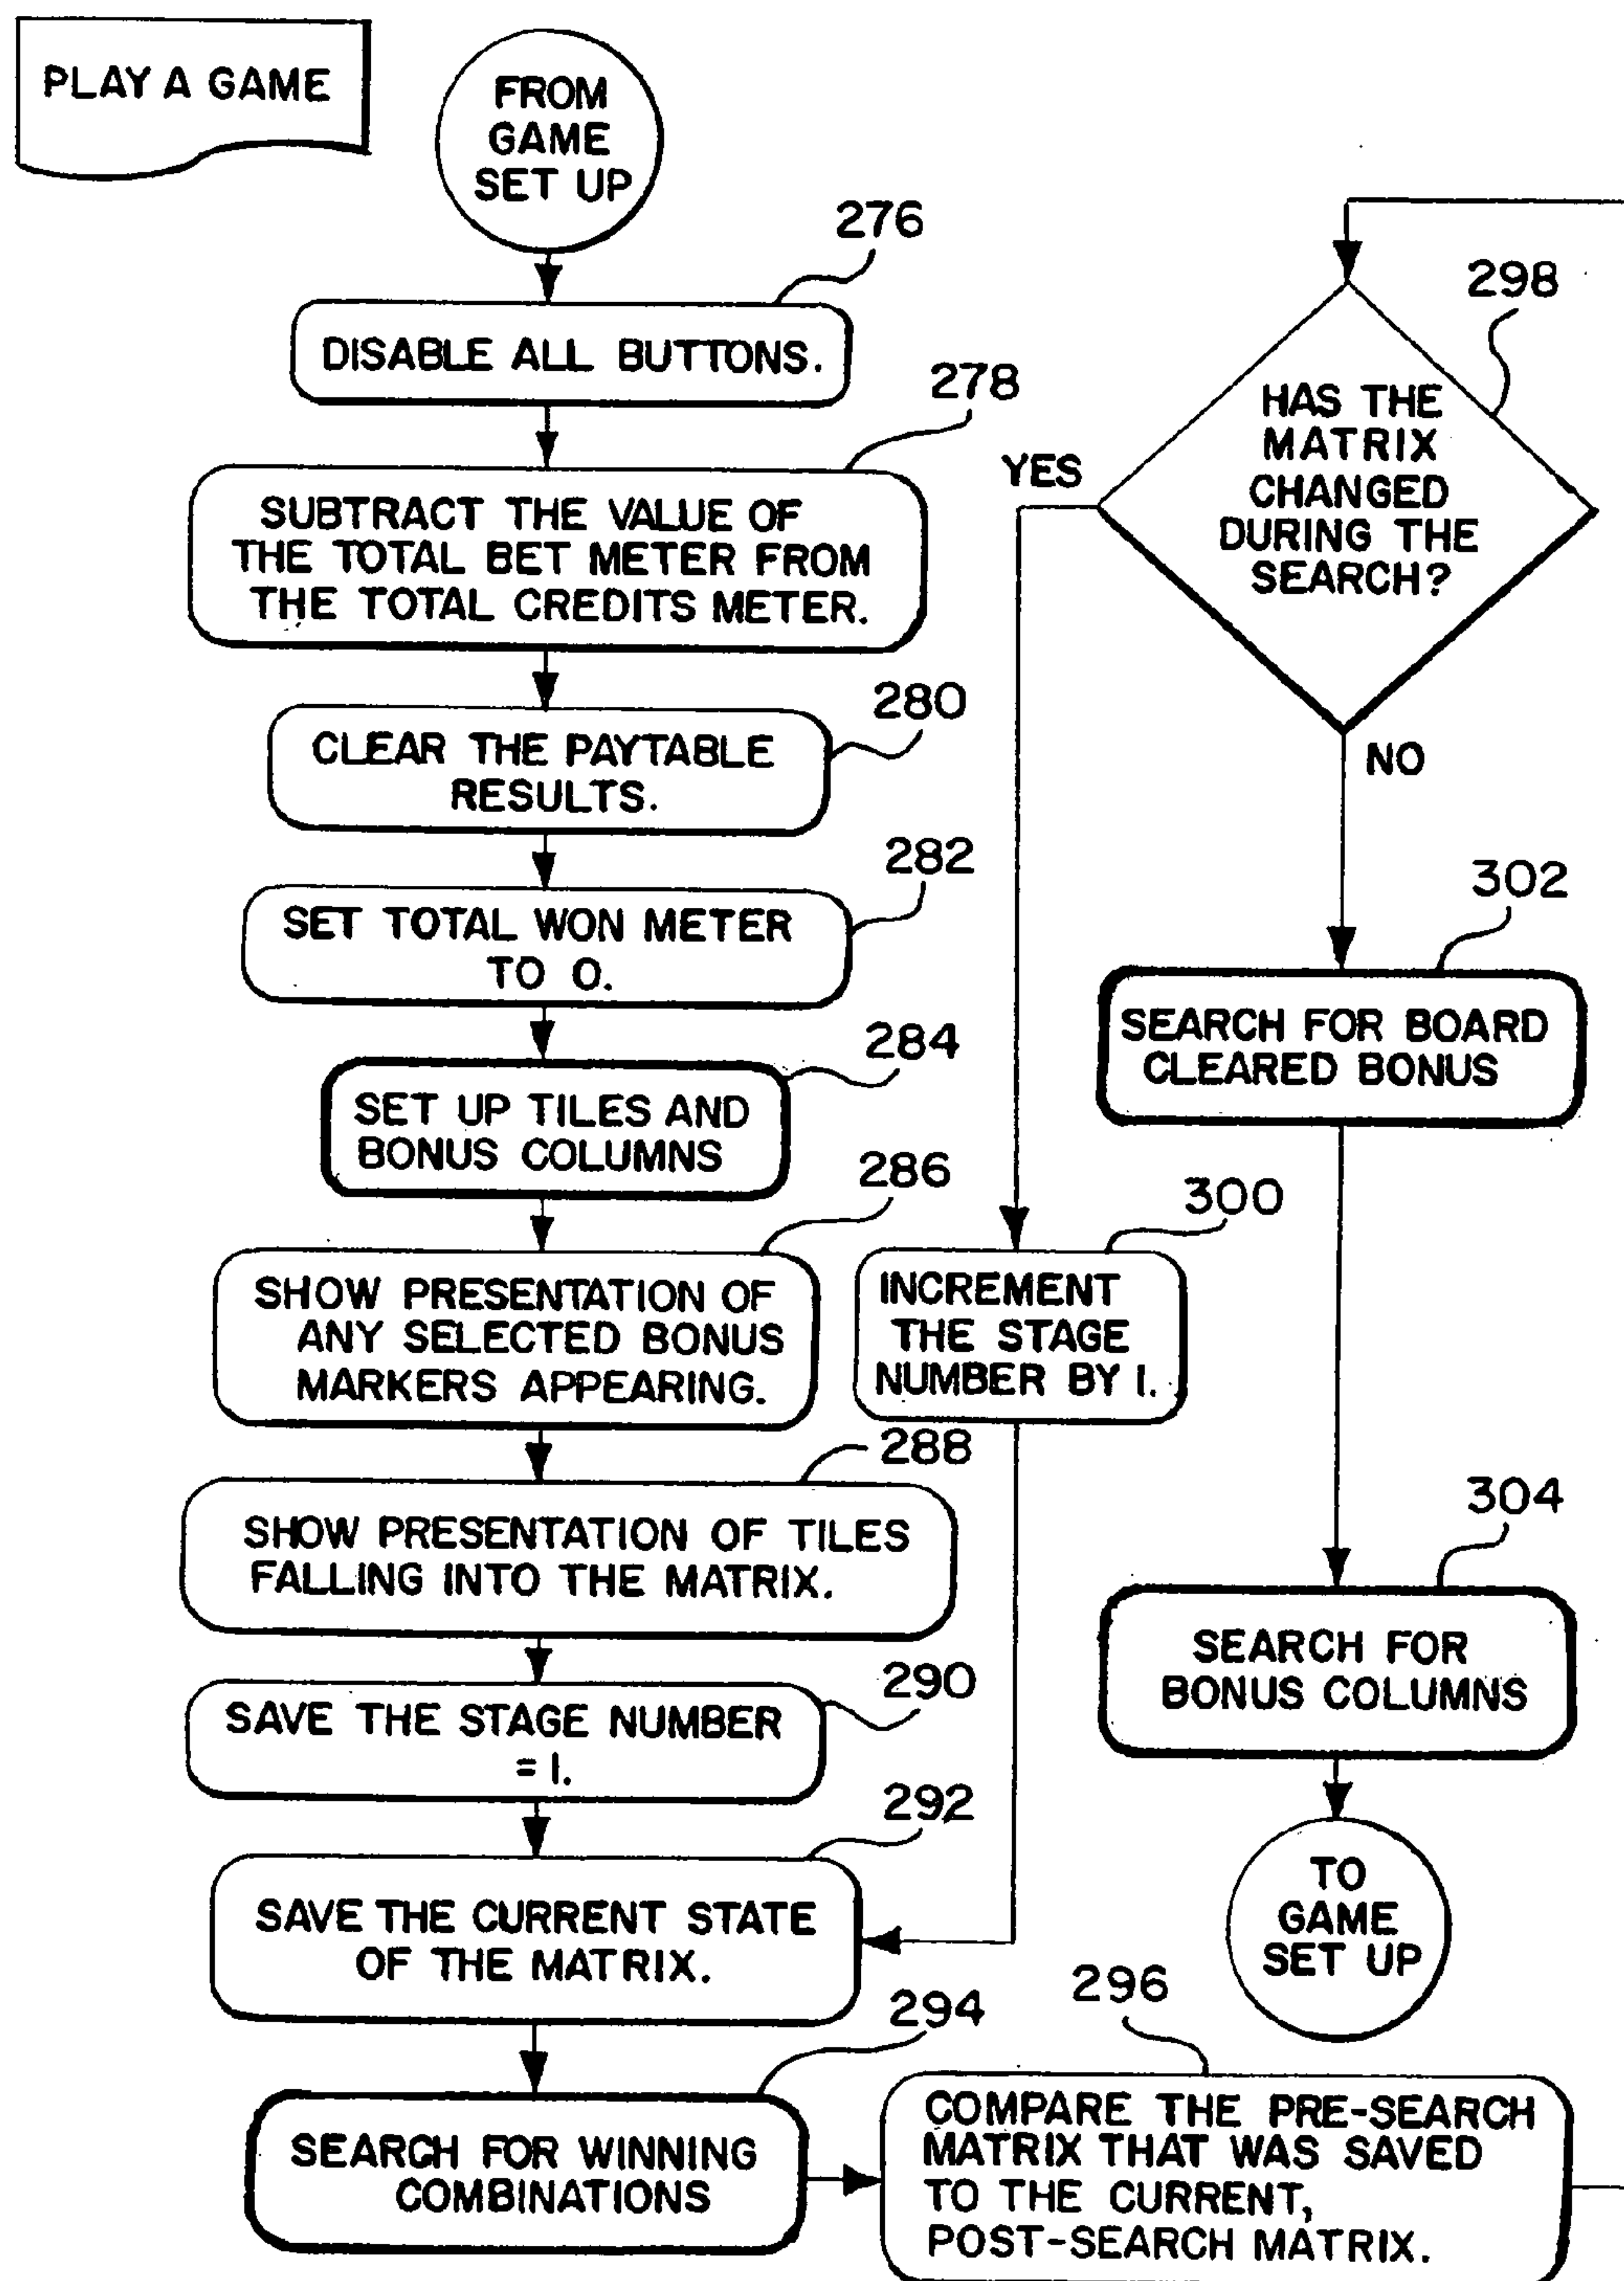 PLAY A GAME
FROM
GAME
SET UP
276
DISABLE ALL BUTTONS.
278
SUBTRACT THE VALUE OF
THE TOTAL BET METER FROM
THE TOTAL CREDITS METER.
280
CLEAR THE PAYTABLE
RESULTS.
282
SET TOTAL WON METER
TO 0.
284
SET UP TILES AND
BONUS COLUMNS
286
SHOW PRESENTATION OF
ANY SELECTED BONUS
MARKERS APPEARING.
288
SHOW PRESENTATION OF TILES
FALLING INTO THE MATRIX.
290
SAVE THE STAGE NUMBER
= 1.
292
SAVE THE CURRENT STATE
OF THE MATRIX.
294
SEARCH FOR WINNING
COMBINATIONS
296
COMPARE THE PRE-SEARCH
MATRIX THAT WAS SAVED
TO THE CURRENT,
POST-SEARCH MATRIX.
298
HAS THE
MATRIX
CHANGED
DURING THE
SEARCH?
YES
NO
300
INCREMENT
THE STAGE
NUMBER BY 1.
302
SEARCH FOR BOARD
CLEARED BONUS
304
SEARCH FOR
BONUS COLUMNS
TO
GAME
SET UP